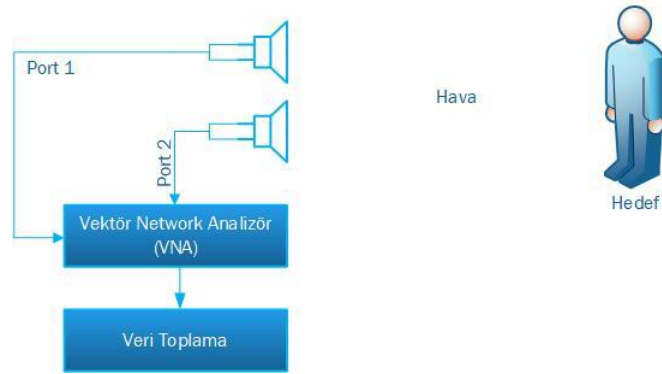 Port 1
Hava
Port 2
Hedef
Vektör Network Analizör
(VNA)
Veri Toplama